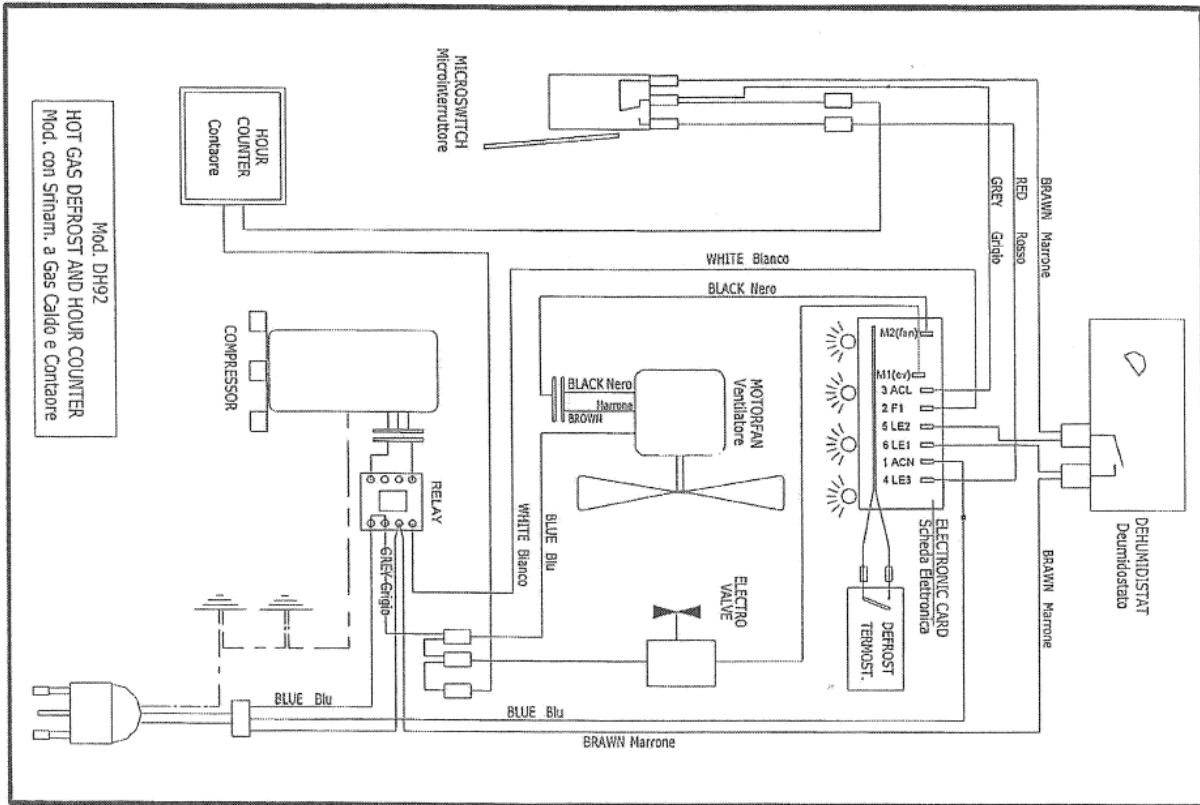 MICROSWITCH
Microinterruttore
HOUR
COUNTER
Contaore
Mod. DH92
HOT GAS DEFROST AND HOUR COUNTER
Mod. con Srinam. a Gas Caldo e Contaore
BRAWN Marrone
RED Rosso
GREY Grigio
WHITE Bianco
BLACK Nero
DEHUMIDISTAT
Deumidostato
M2(fan)
M1(ev)
3 ACL
2 F1
5 LE2
6 LE1
1 ACN
4 LE3
ELECTRONIC CARD
Scheda Elettronica
COMPRESSOR
BLACK Nero
Marrone
BROWN
MOTORFAN
Ventilatore
RELAY
GREY Grigio
WHITE Bianco
BLUE Blu
ELECTRO
VALVE
DEFROST
TERMOST.
BRAWN Marrone
BLUE Blu
BLUE Blu
BRAWN Marrone